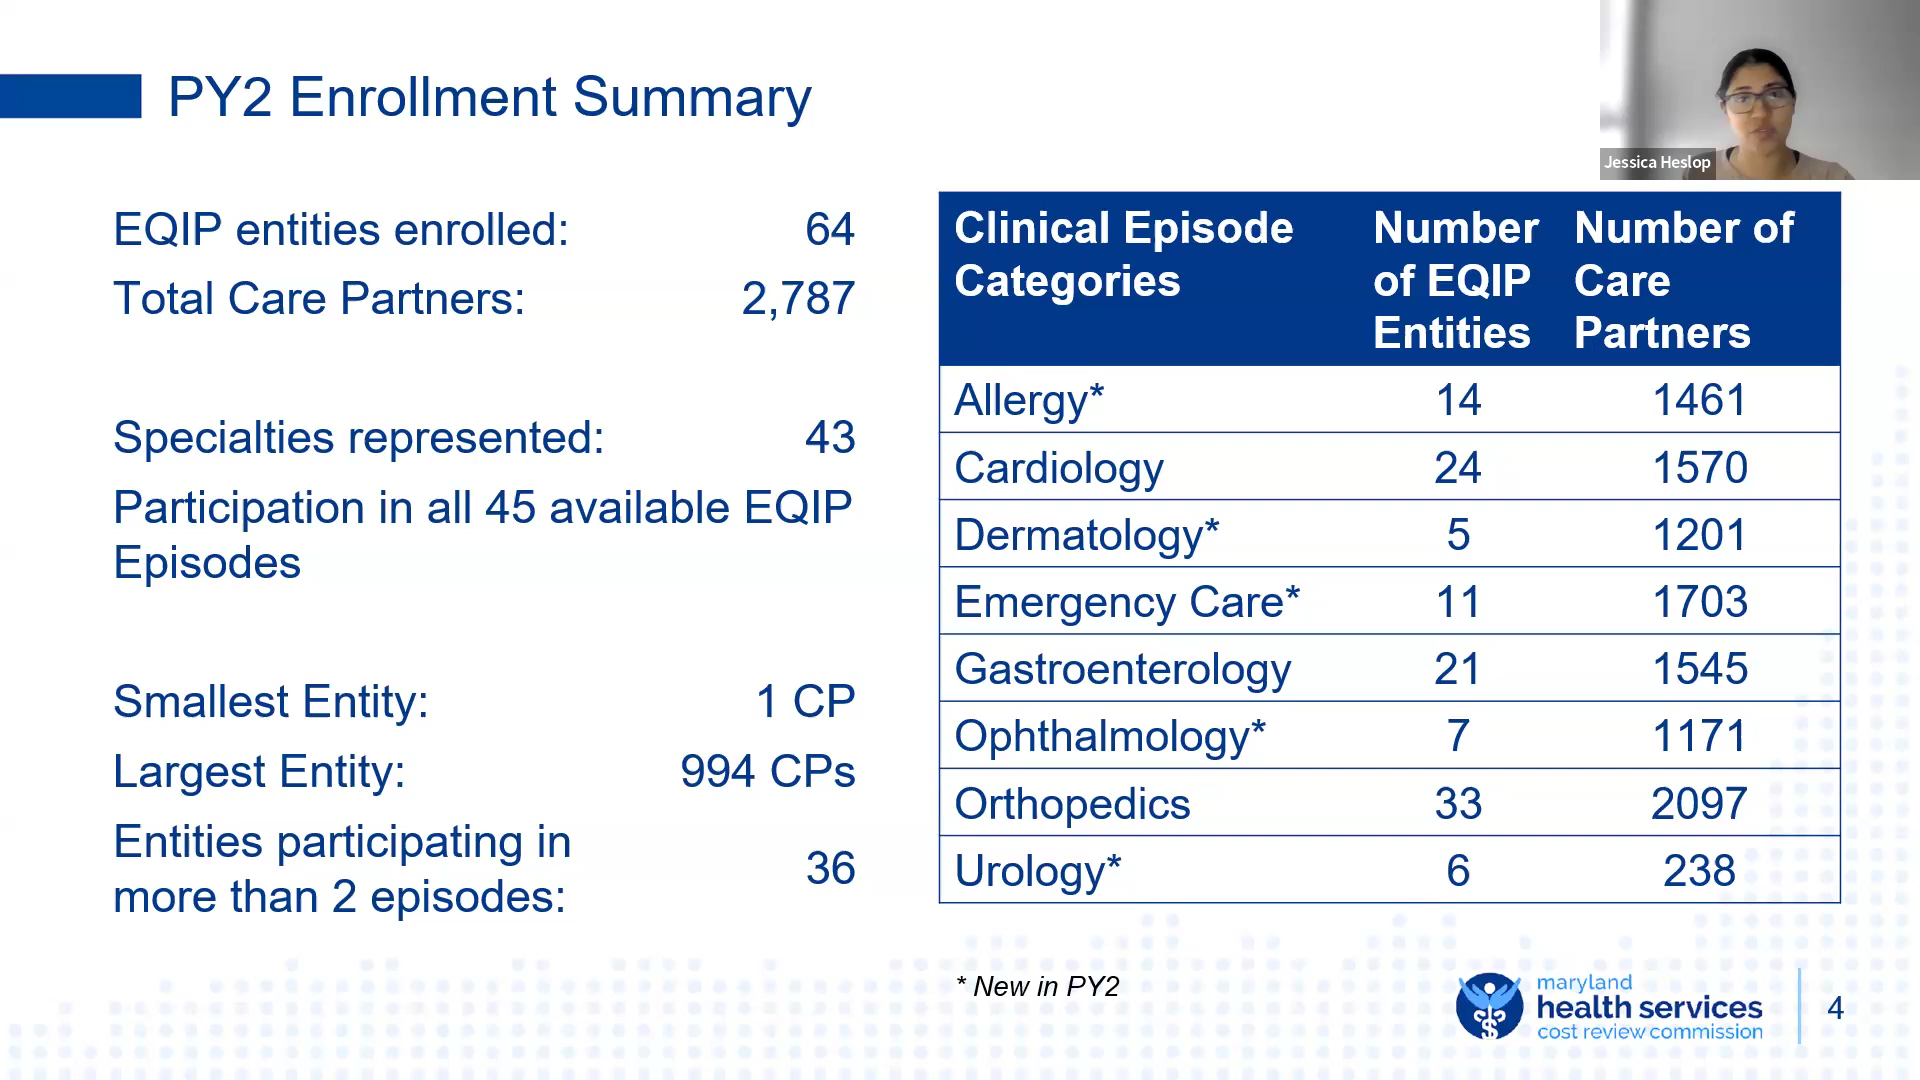 PY2 Enrollment Summary
Jessica Heslop
EQIP entities enrolled: 64
Total Care Partners: 2,787
Specialties represented: 43
Participation in all 45 available EQIP
Episodes
Smallest Entity: 1 CP
Largest Entity: 994 CPs
Entities participating in
more than 2 episodes: 36
Clinical Episode Number Number of
Categories of EQIP Care
Entities Partners
Allergy* 14 1461
Cardiology 24 1570
Dermatology* 5 1201
Emergency Care* 11 1703
Gastroenterology 21 1545
Ophthalmology* 7 1171
Orthopedics 33 2097
Urology* 6 238
* New in PY2
maryland
health services
cost review commission
4